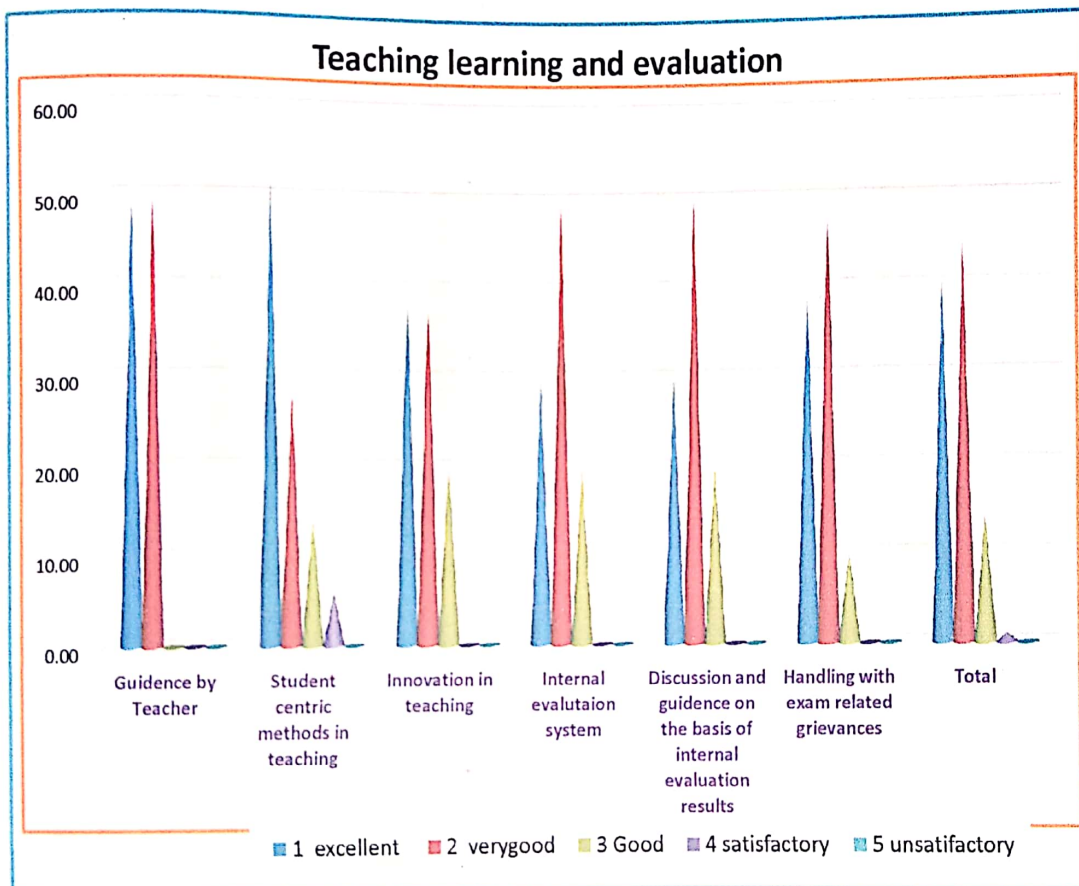 Teaching learning and evaluation
60.00
50.00
40.00
30.00
20.00
10.00
0.00
Guidence by
Teacher
Student
centric
methods in
teaching
Innovation in
teaching
Internal
evalutaion
system
Discussion and
guidence on
the basis of
internal
evaluation
results
Handling with
exam related
grievances
Total
1 excellent 2 verygood 3 Good 4 satisfactory 5 unsatifactory